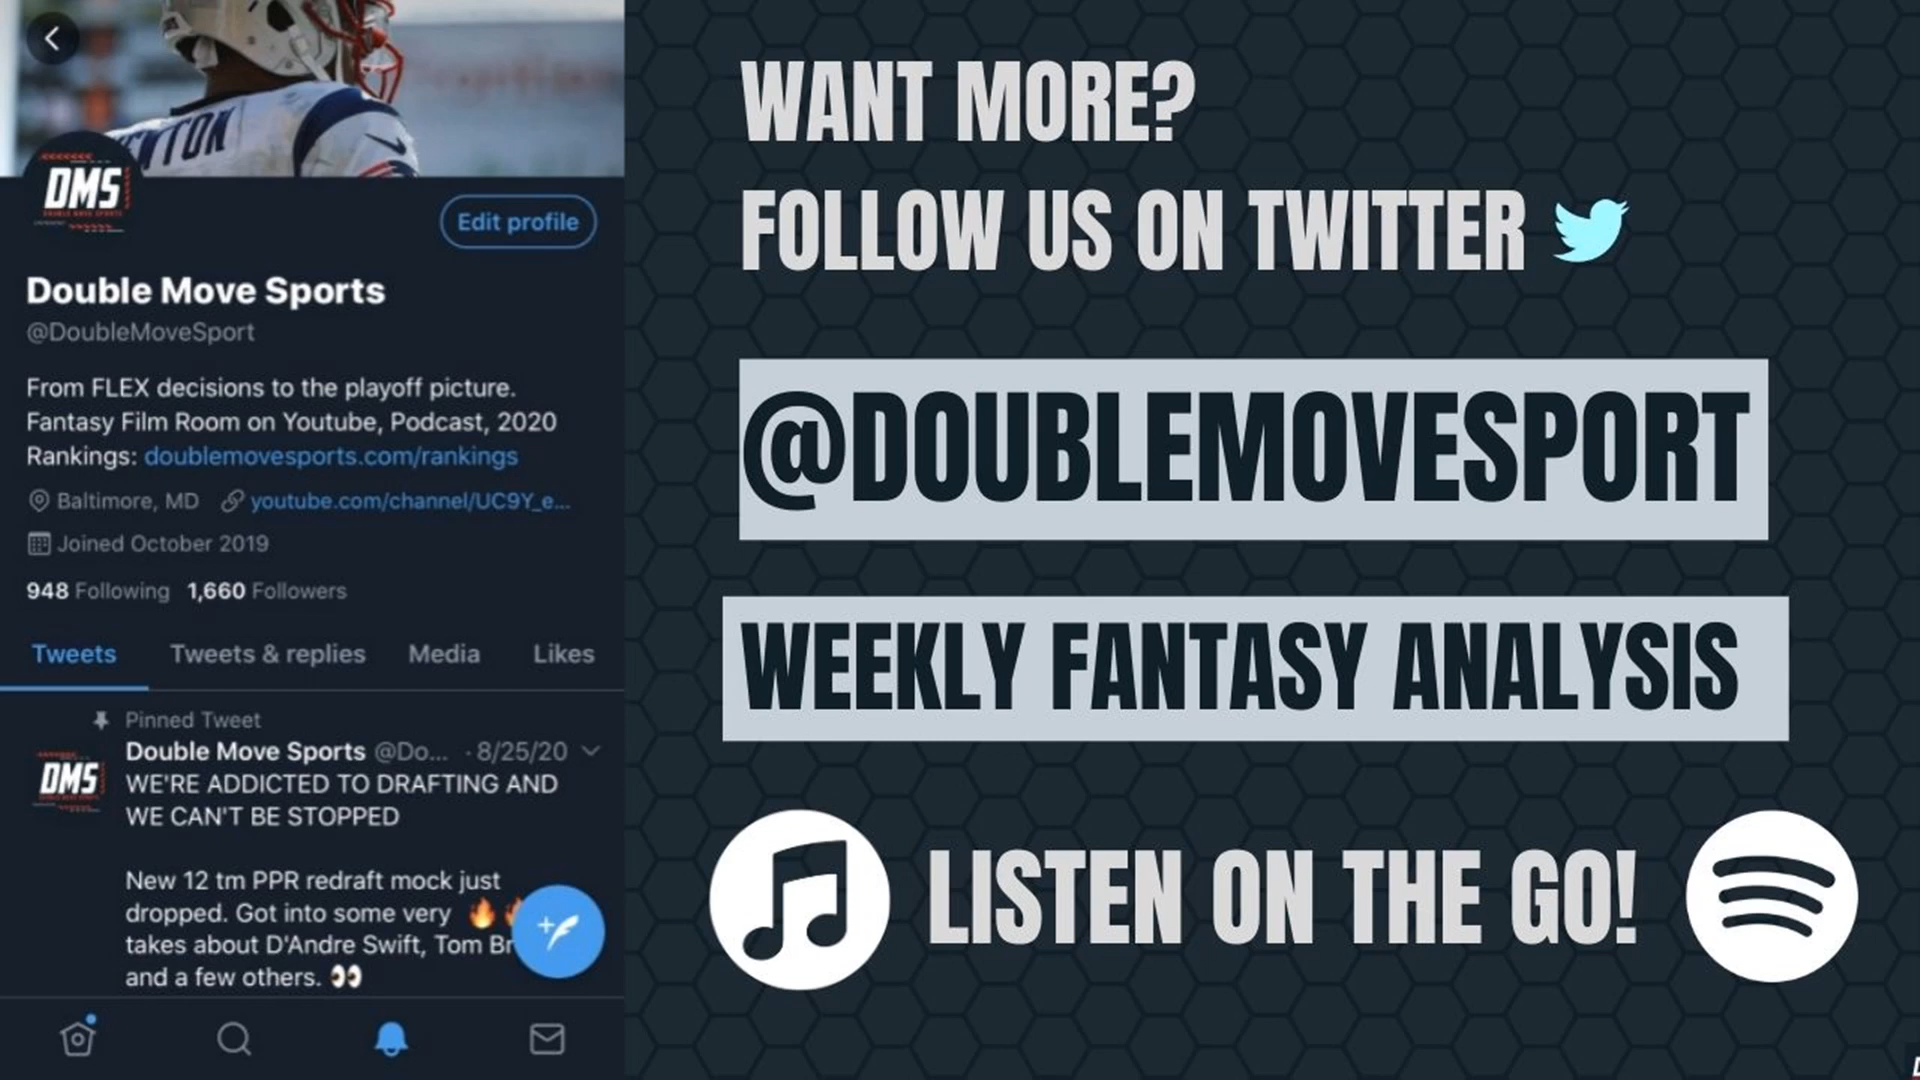 DMS
Edit profile
Double Move Sports
@DoubleMoveSport
From FLEX decisions to the playoff picture.
Fantasy Film Room on Youtube, Podcast, 2020
Rankings: doublemovesports.com/rankings
Baltimore, MD youtube.com/channel/UC9Y_e...
Joined October 2019
948 Following 1,660 Followers
Tweets Tweets & replies Media Likes
Pinned Tweet
Double Move Sports @Do... · 8/25/20
DMS
WE'RE ADDICTED TO DRAFTING AND
WE CAN'T BE STOPPED
New 12 tm PPR redraft mock just
dropped. Got into some very 🔥🔥
takes about D'Andre Swift, Tom Br
and a few others. 👀
WANT MORE?
FOLLOW US ON TWITTER
@DOUBLEMOVESPORT
WEEKLY FANTASY ANALYSIS
LISTEN ON THE GO!